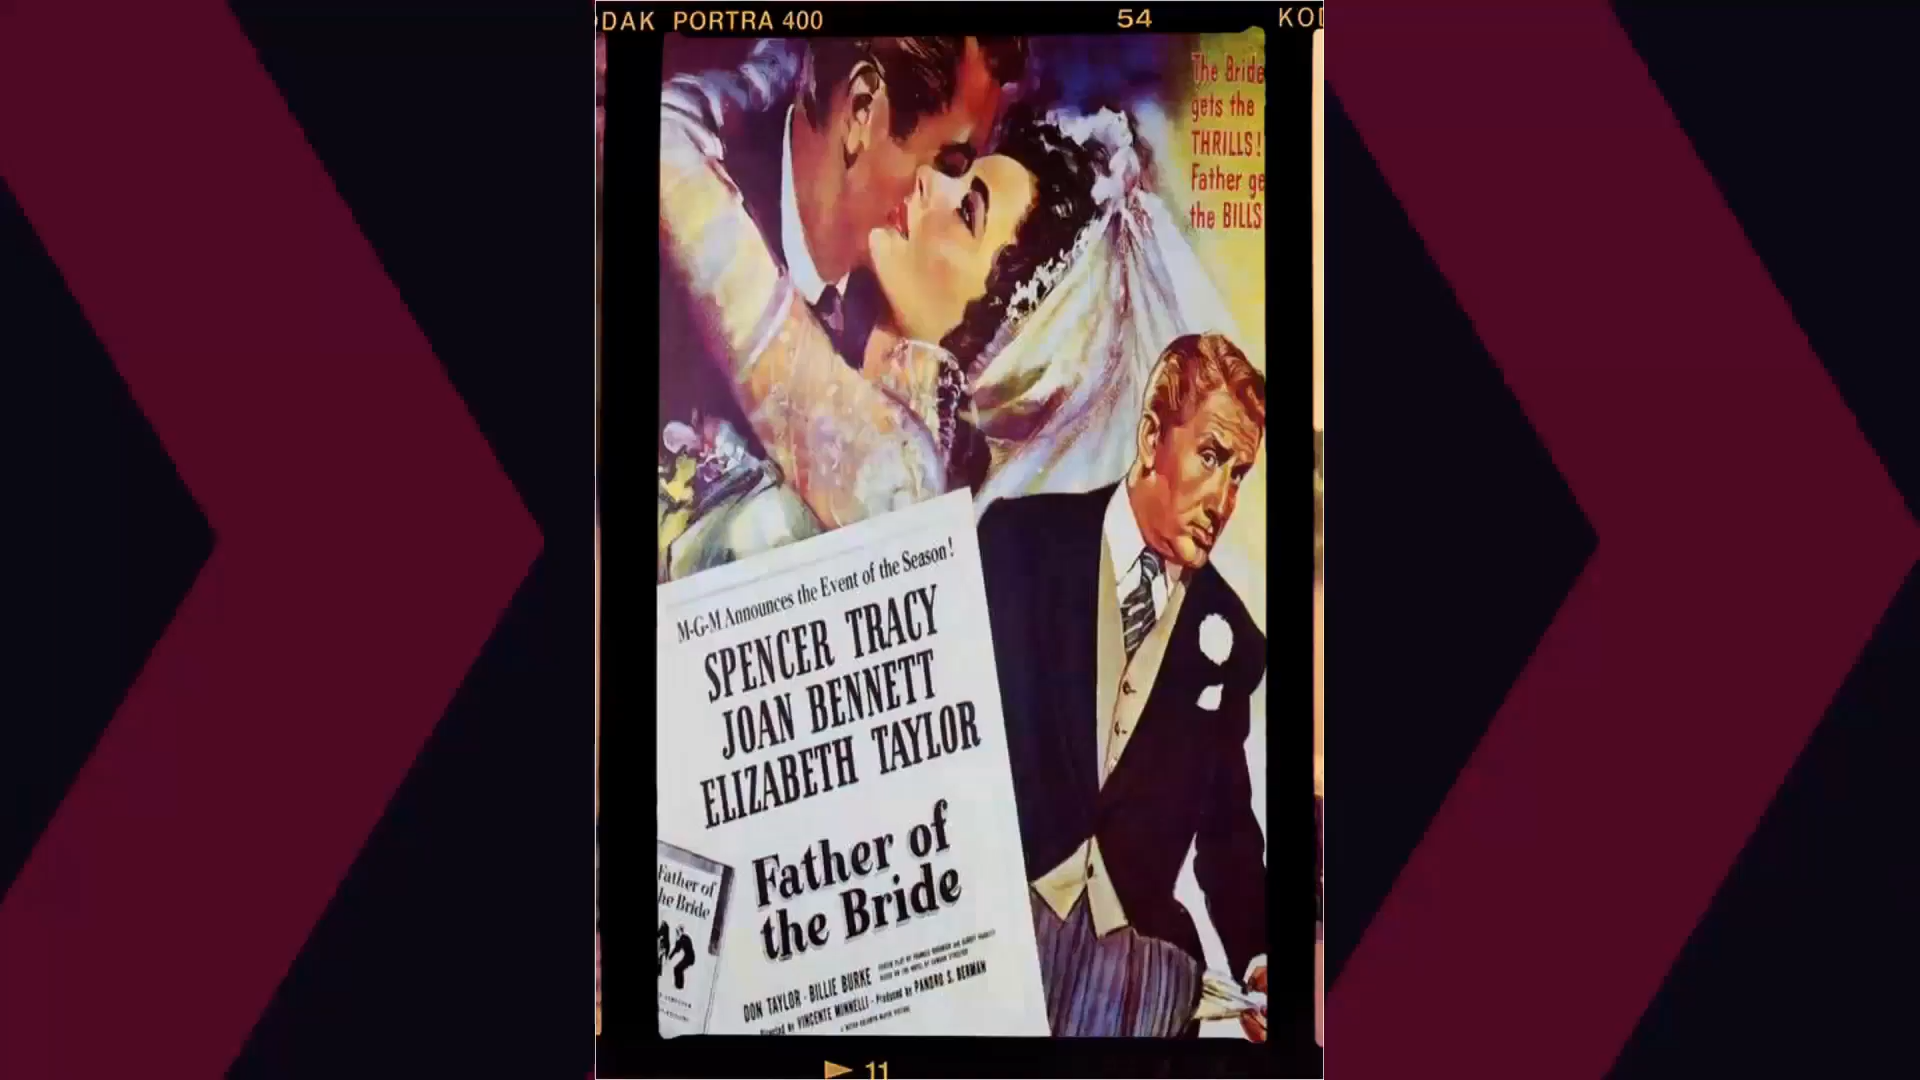 DAK PORTRA 400 54 KOD
The Bride
gets the
THRILLS!
Father ge
the BILLS
M-G-M Announces the Event of the Season!
SPENCER TRACY
JOAN BENNETT
ELIZABETH TAYLOR
Father of
the Bride
Father of
he Bride
DON TAYLOR · BILLIE BURKE
Directed by VINCENTE MINNELLI · Produced by PANDRO S. BERMAN
11